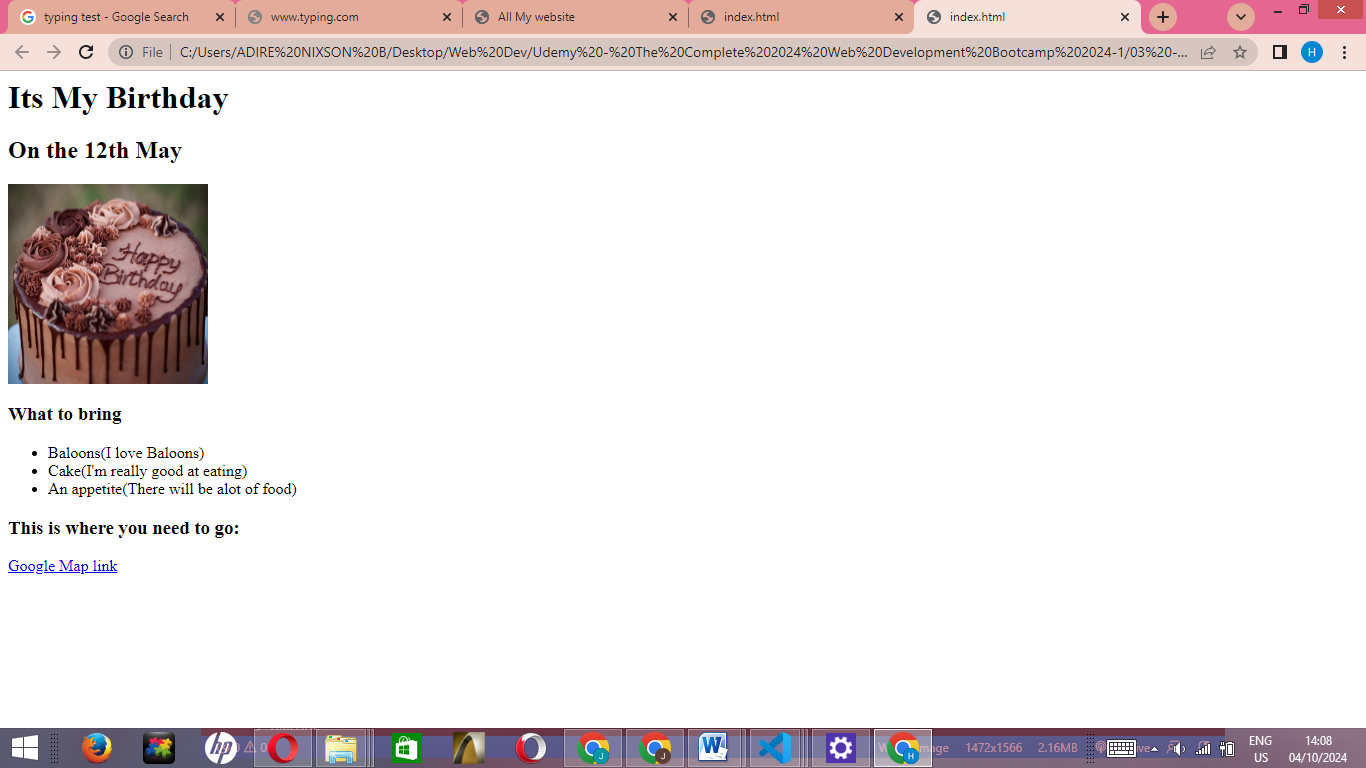 typing test - Google Search
www.typing.com
All My website
index.html
index.html
File
C:/Users/ADIRE%20NIXSON%20B/Desktop/Web%20Dev/Udemy%20-%20The%20Complete%202024%20Web%20Development%20Bootcamp%202024-1/03%20-...
H
Its My Birthday
On the 12th May
Happy
Birthday
What to bring
Baloons(I love Baloons)
Cake(I'm really good at eating)
An appetite(There will be alot of food)
This is where you need to go:
Google Map link
hp
J
J
W
H
1472x1566
2.16MB
ENG
US
14:08
04/10/2024